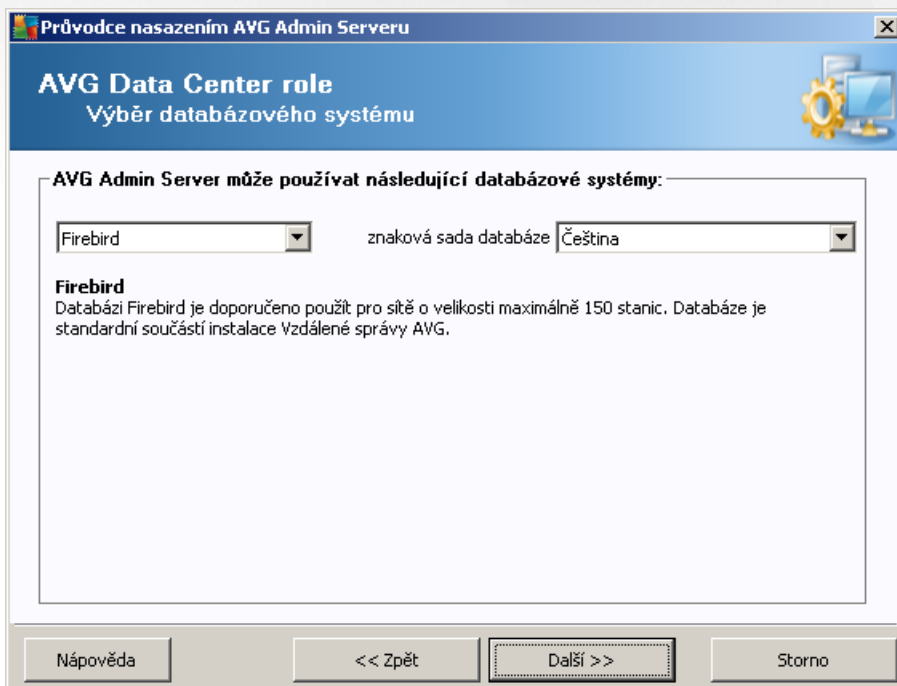 Průvodce nasazením AVG Admin Serveru
AVG Data Center role
Výběr databázového systému
AVG Admin Server může používat následující databázové systémy:
Firebird znaková sada databáze Čeština
Firebird
Databázi Firebird je doporučeno použít pro sítě o velikosti maximálně 150 stanic. Databáze je
standardní součástí instalace Vzdálené správy AVG.
Nápověda << Zpět Další >> Storno